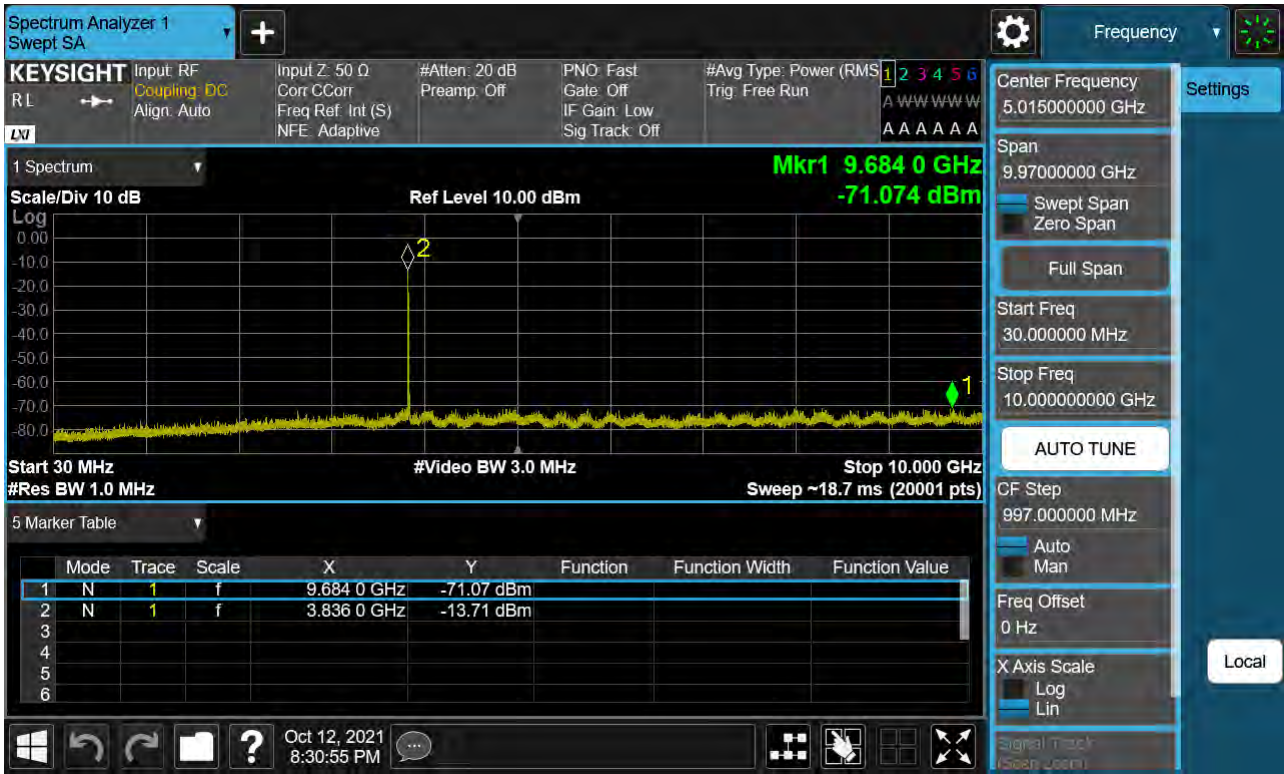 Spectrum Analyzer 1
Swept SA
Frequency
KEYSIGHT
RL
LXI
Input: RF
Coupling: DC
Align: Auto
Input Z: 50 Ω
Corr CCorr
Freq Ref: Int (S)
NFE: Adaptive
#Atten: 20 dB
Preamp: Off
PNO: Fast
Gate: Off
IF Gain: Low
Sig Track: Off
#Avg Type: Power (RMS
Trig: Free Run
1 2 3 4 5 6
A W W W W W
A A A A A A
1 Spectrum
Mkr1 9.684 0 GHz
Scale/Div 10 dB
Ref Level 10.00 dBm
-71.074 dBm
Log
0.00
-10.0
-20.0
-30.0
-40.0
-50.0
-60.0
-70.0
-80.0
2
1
Start 30 MHz
#Video BW 3.0 MHz
Stop 10.000 GHz
#Res BW 1.0 MHz
Sweep ~18.7 ms (20001 pts)
5 Marker Table
Mode Trace Scale X Y Function Function Width Function Value
1 N 1 f 9.684 0 GHz -71.07 dBm
2 N 1 f 3.836 0 GHz -13.71 dBm
3
4
5
6
Oct 12, 2021
8:30:55 PM
Center Frequency
5.015000000 GHz
Settings
Span
9.97000000 GHz
Swept Span
Zero Span
Full Span
Start Freq
30.000000 MHz
Stop Freq
10.000000000 GHz
AUTO TUNE
CF Step
997.000000 MHz
Auto
Man
Freq Offset
0 Hz
X Axis Scale
Log
Lin
Local
Signal Track
(Span Zoom)